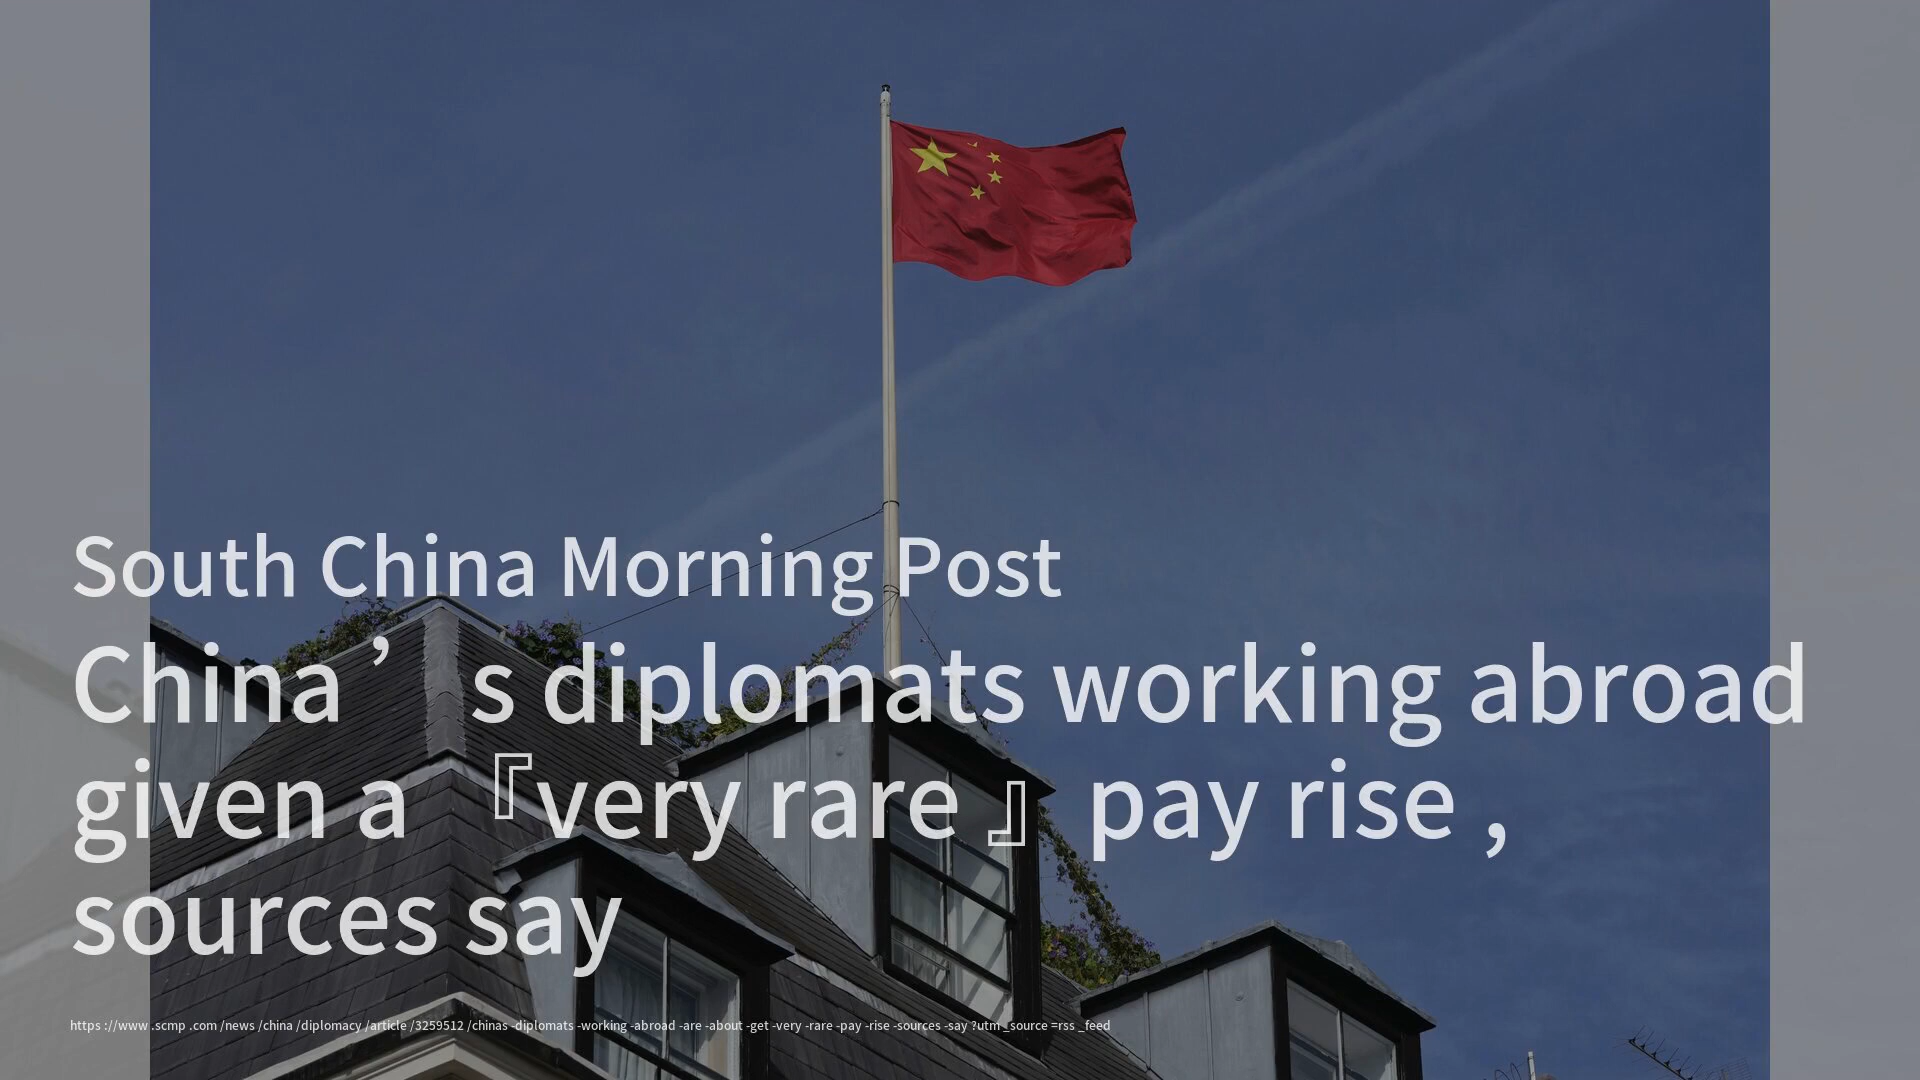 South China Morning Post
China ’s diplomats working abroad
given a 『very rare 』 pay rise ,
sources say
https ://www .scmp .com /news /china /diplomacy /article /3259512 /chinas -diplomats -working -abroad -are -about -get -very -rare -pay -rise -sources -say ?utm _source =rss _feed